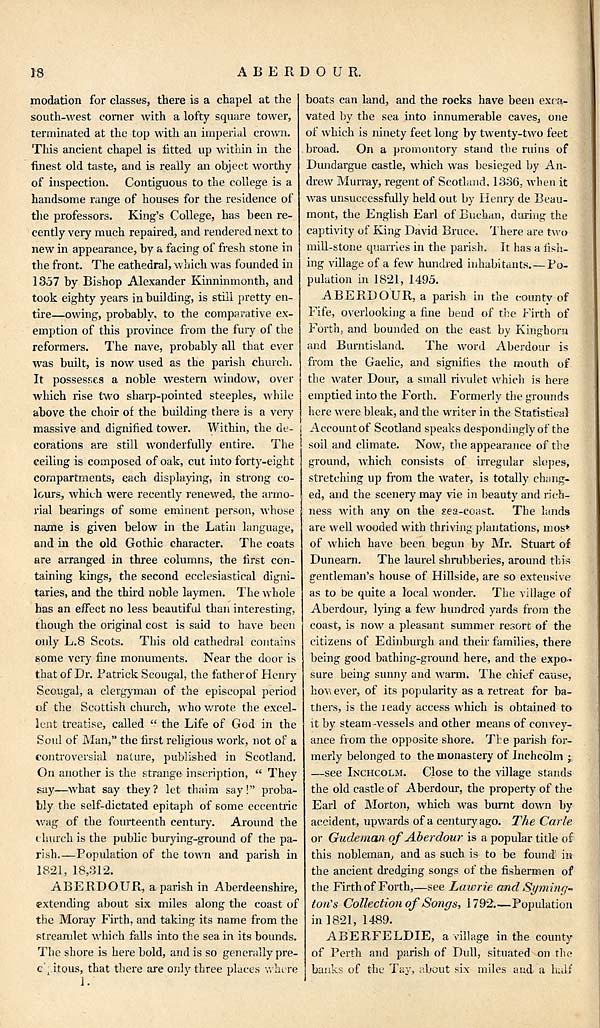 18
ABERDOUR.
modation for classes, there is a chapel at the
south-west corner with a lofty square tower,
terminated at the top with an imperial crown.
This ancient chapel is fitted up within in the
finest old taste, and is really an object worthy
of inspection. Contiguous to the college is a
handsome range of houses for the residence of
the professors. King's College, has been re-
cently very much repaired, and rendered next to
new in appearance, by a facing of fresh stone in
the front. The cathedral, which was founded in
1357 by Bishop Alexander Kinninmonth, and
took eighty years in building, is still pretty en-
tire—owing, probably, to the comparative ex-
emption of this province from the fury of the
reformers. The nave, probably all that ever
was built, is now used as the parish church.
It possesses a noble western window, over
which rise two sharp-pointed steeples, while
above the choir of the building there is a very
massive and dignified tower. Within, the de-
corations are still wonderfully entire. The
ceiling is composed of oak, cut into forty-eight
compartments, each displaying, in strong co-
lours, which were recently renewed, the armo-
rial bearings of some eminent person, whose
name is given below in the Latin language,
and in the old Gothic character. The coats
are arranged in three columns, the first con-
taining kings, the second ecclesiastical digni-
taries, and the third noble laymen. The whole
has an effect no less beautiful than interesting,
though the original cost is said to have been
only L.8 Scots. This old cathedral contains
some very fine monuments. Near the door is
that of Dr. Patrick Scougal, the father of Henry
Scougal, a clergyman of the episcopal period
of the Scottish church, who wrote the excel-
lent treatise, called “ the Life of God in the
Soul of Man,” the first religious work, not of a
controversial nature, published in Scotland.
On another is the strange inscription, “ They
say—what say they? let thaim say!” proba-
bly the self-dictated epitaph of some eccentric
wag of the fourteenth century. Around the
church is the public burying-ground of the pa-
rish.—Population of the town and parish in
1821, 18,312.
ABERDOUR, a parish in Aberdeenshire,
extending about six miles along the coast of
the Moray Firth, and taking its name from the
streamlet which falls into the sea in its bounds.
The shore is here bold, and is so generally pre-
c pitous, that there are only three places where
1.
boats can land, and the rocks have been exca-
vated by the sea into innumerable caves, one
of which is ninety feet long by twenty-two feet
broad. On a promontory stand the ruins of
Dundargue castle, which was besieged by An-
drew Murray, regent of Scotland, 1336, when it
was unsuccessfully held out by Henry de Beau-
mont, the English Earl of Buchan, during the
captivity of King David Bruce. There are two
mill-stone quarries in the parish. It has a fish-
ing village of a few hundred inhabitants.—Po-
pulation in 1821, 1495.
ABERDOUR, a parish in the county of
Fife, overlooking a fine bend of the Firth of
Forth, and bounded on the east by Kinghorn
and Burntisland. The word Aberdour is
from the Gaelic, and signifies the mouth of
the water Dour, a small rivulet which is here
emptied into the Forth. Formerly the grounds
here were bleak, and the writer in the Statistical
Account of Scotland speaks despondingly of the
soil and climate. Now, the appearance of the
ground, which consists of irregular slopes,
stretching up from the water, is totally chang-
ed, and the scenery may vie in beauty and rich-
ness with any on the sea-coast. The lands
are well wooded with thriving plantations, most
of which have been begun by Mr. Stuart of
Dunearn. The laurel shrubberies, around this
gentleman's house of Hillside, are so extensive
as to be quite a local wonder. The village of
Aberdour, lying a few hundred yards from the
coast, is now a pleasant summer resort of the
citizens of Edinburgh and their families, there
being good bathing-ground here, and the expo-
sure being sunny and warm. The chief cause,
however, of its popularity as a retreat for ba-
thers, is the ready access which is obtained to
it by steam-vessels and other means of convey-
ance from the opposite shore. The parish for-
merly belonged to the monastery of Inchcolm ;
—see INCHCOLM. Close to the village stands
the old castle of Aberdour, the property of the
Earl of Morton, which was burnt down by
accident, upwards of a century ago. The Carle
or Gudeman of Aberdour is a popular title of
this nobleman, and as such is to be found in
the ancient dredging songs of the fishermen of
the Firth of Forth,—see Lawrie and Syming-
ton's Collection of Songs, 1792.—Population
in 1821, 1489.
ABERFELDIE, a village in the county
of Perth and parish of Dull, situated on the
banks of the Tay, about six miles and a half